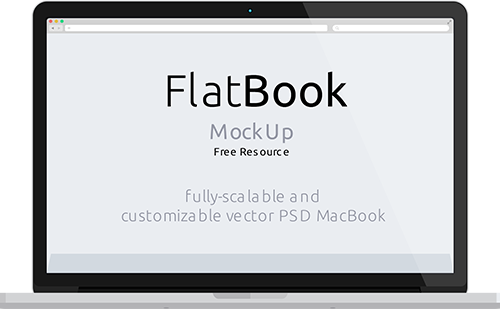 FlatBook
MockUp
Free Resource
fully-scalable and
customizable vector PSD MacBook